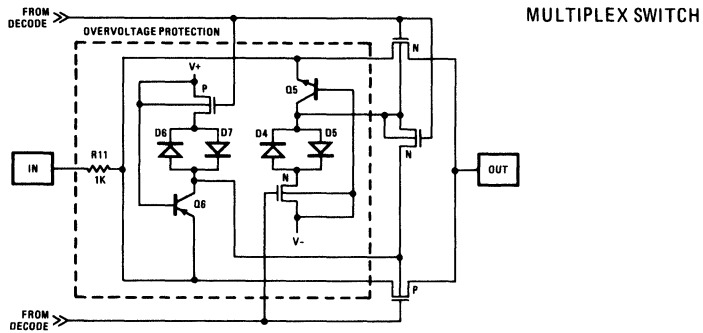 FROM
DECODE
MULTIPLEX SWITCH
OVERVOLTAGE PROTECTION
N
V+
P
Q5
D6
D7
D4
D5
N
R11
IN
1K
OUT
N
Q6
V-
P
FROM
DECODE